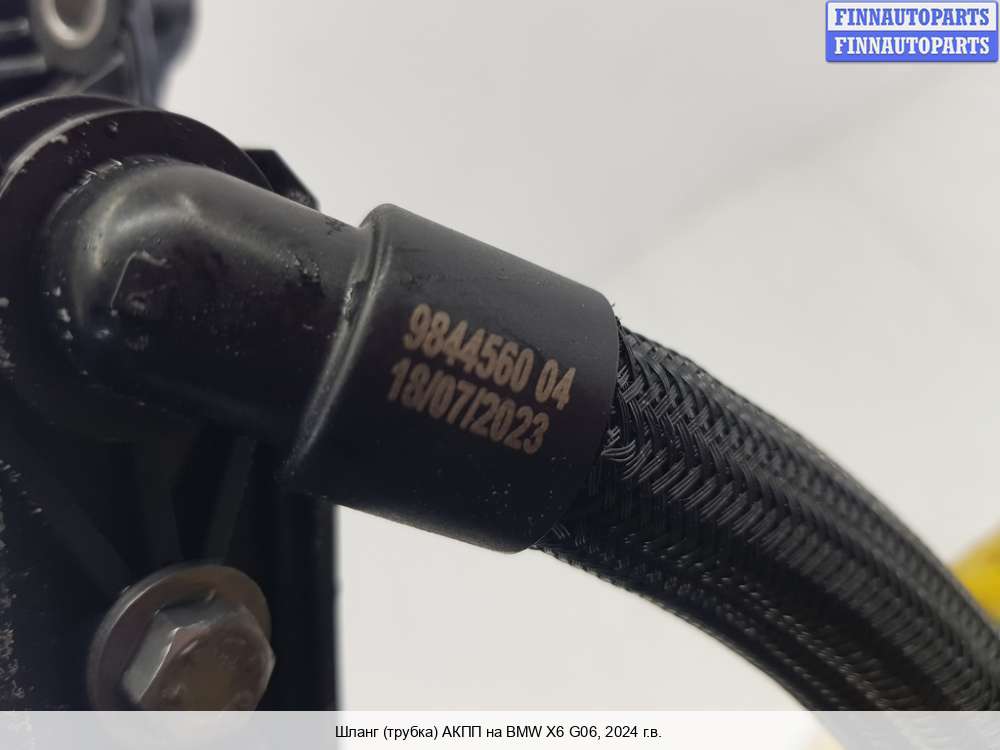 FINNAUTOPARTS
FINNAUTOPARTS
9844560 04
18/07/2023
Шланг (трубка) АКПП на BMW X6 G06, 2024 г.в.